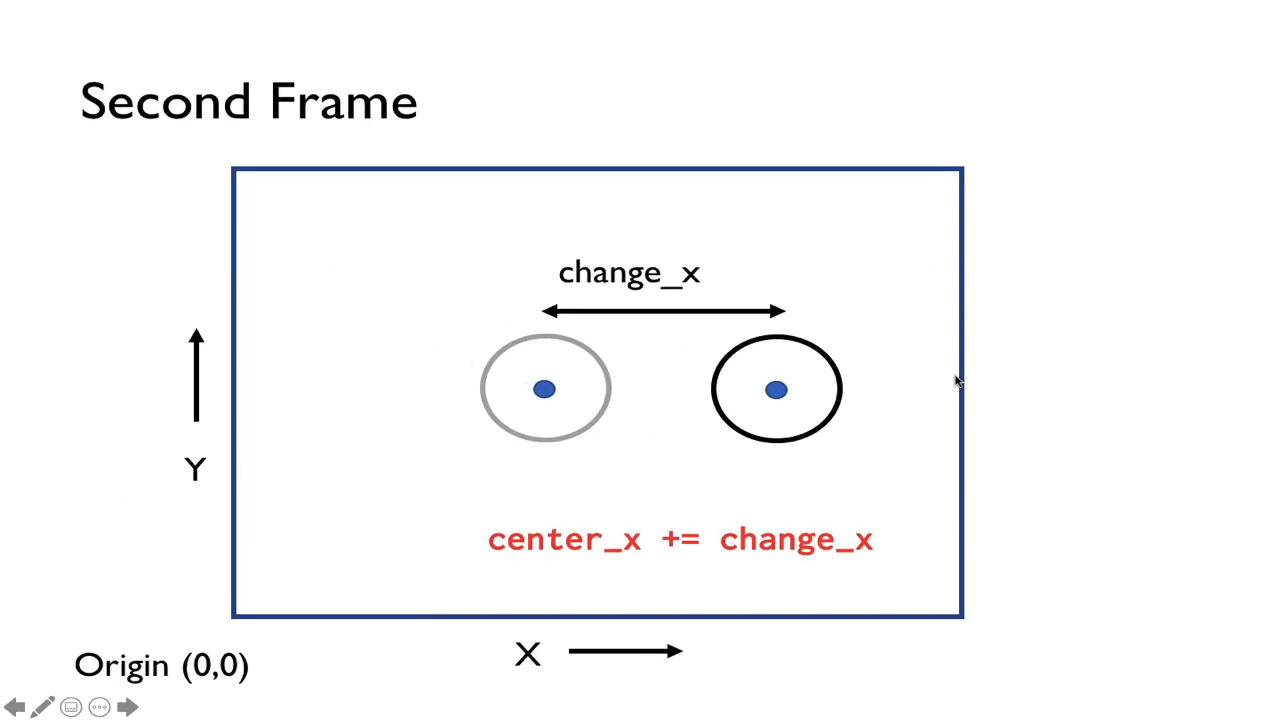 Second Frame
change_x
Y
center_x += change_x
X
Origin (0,0)